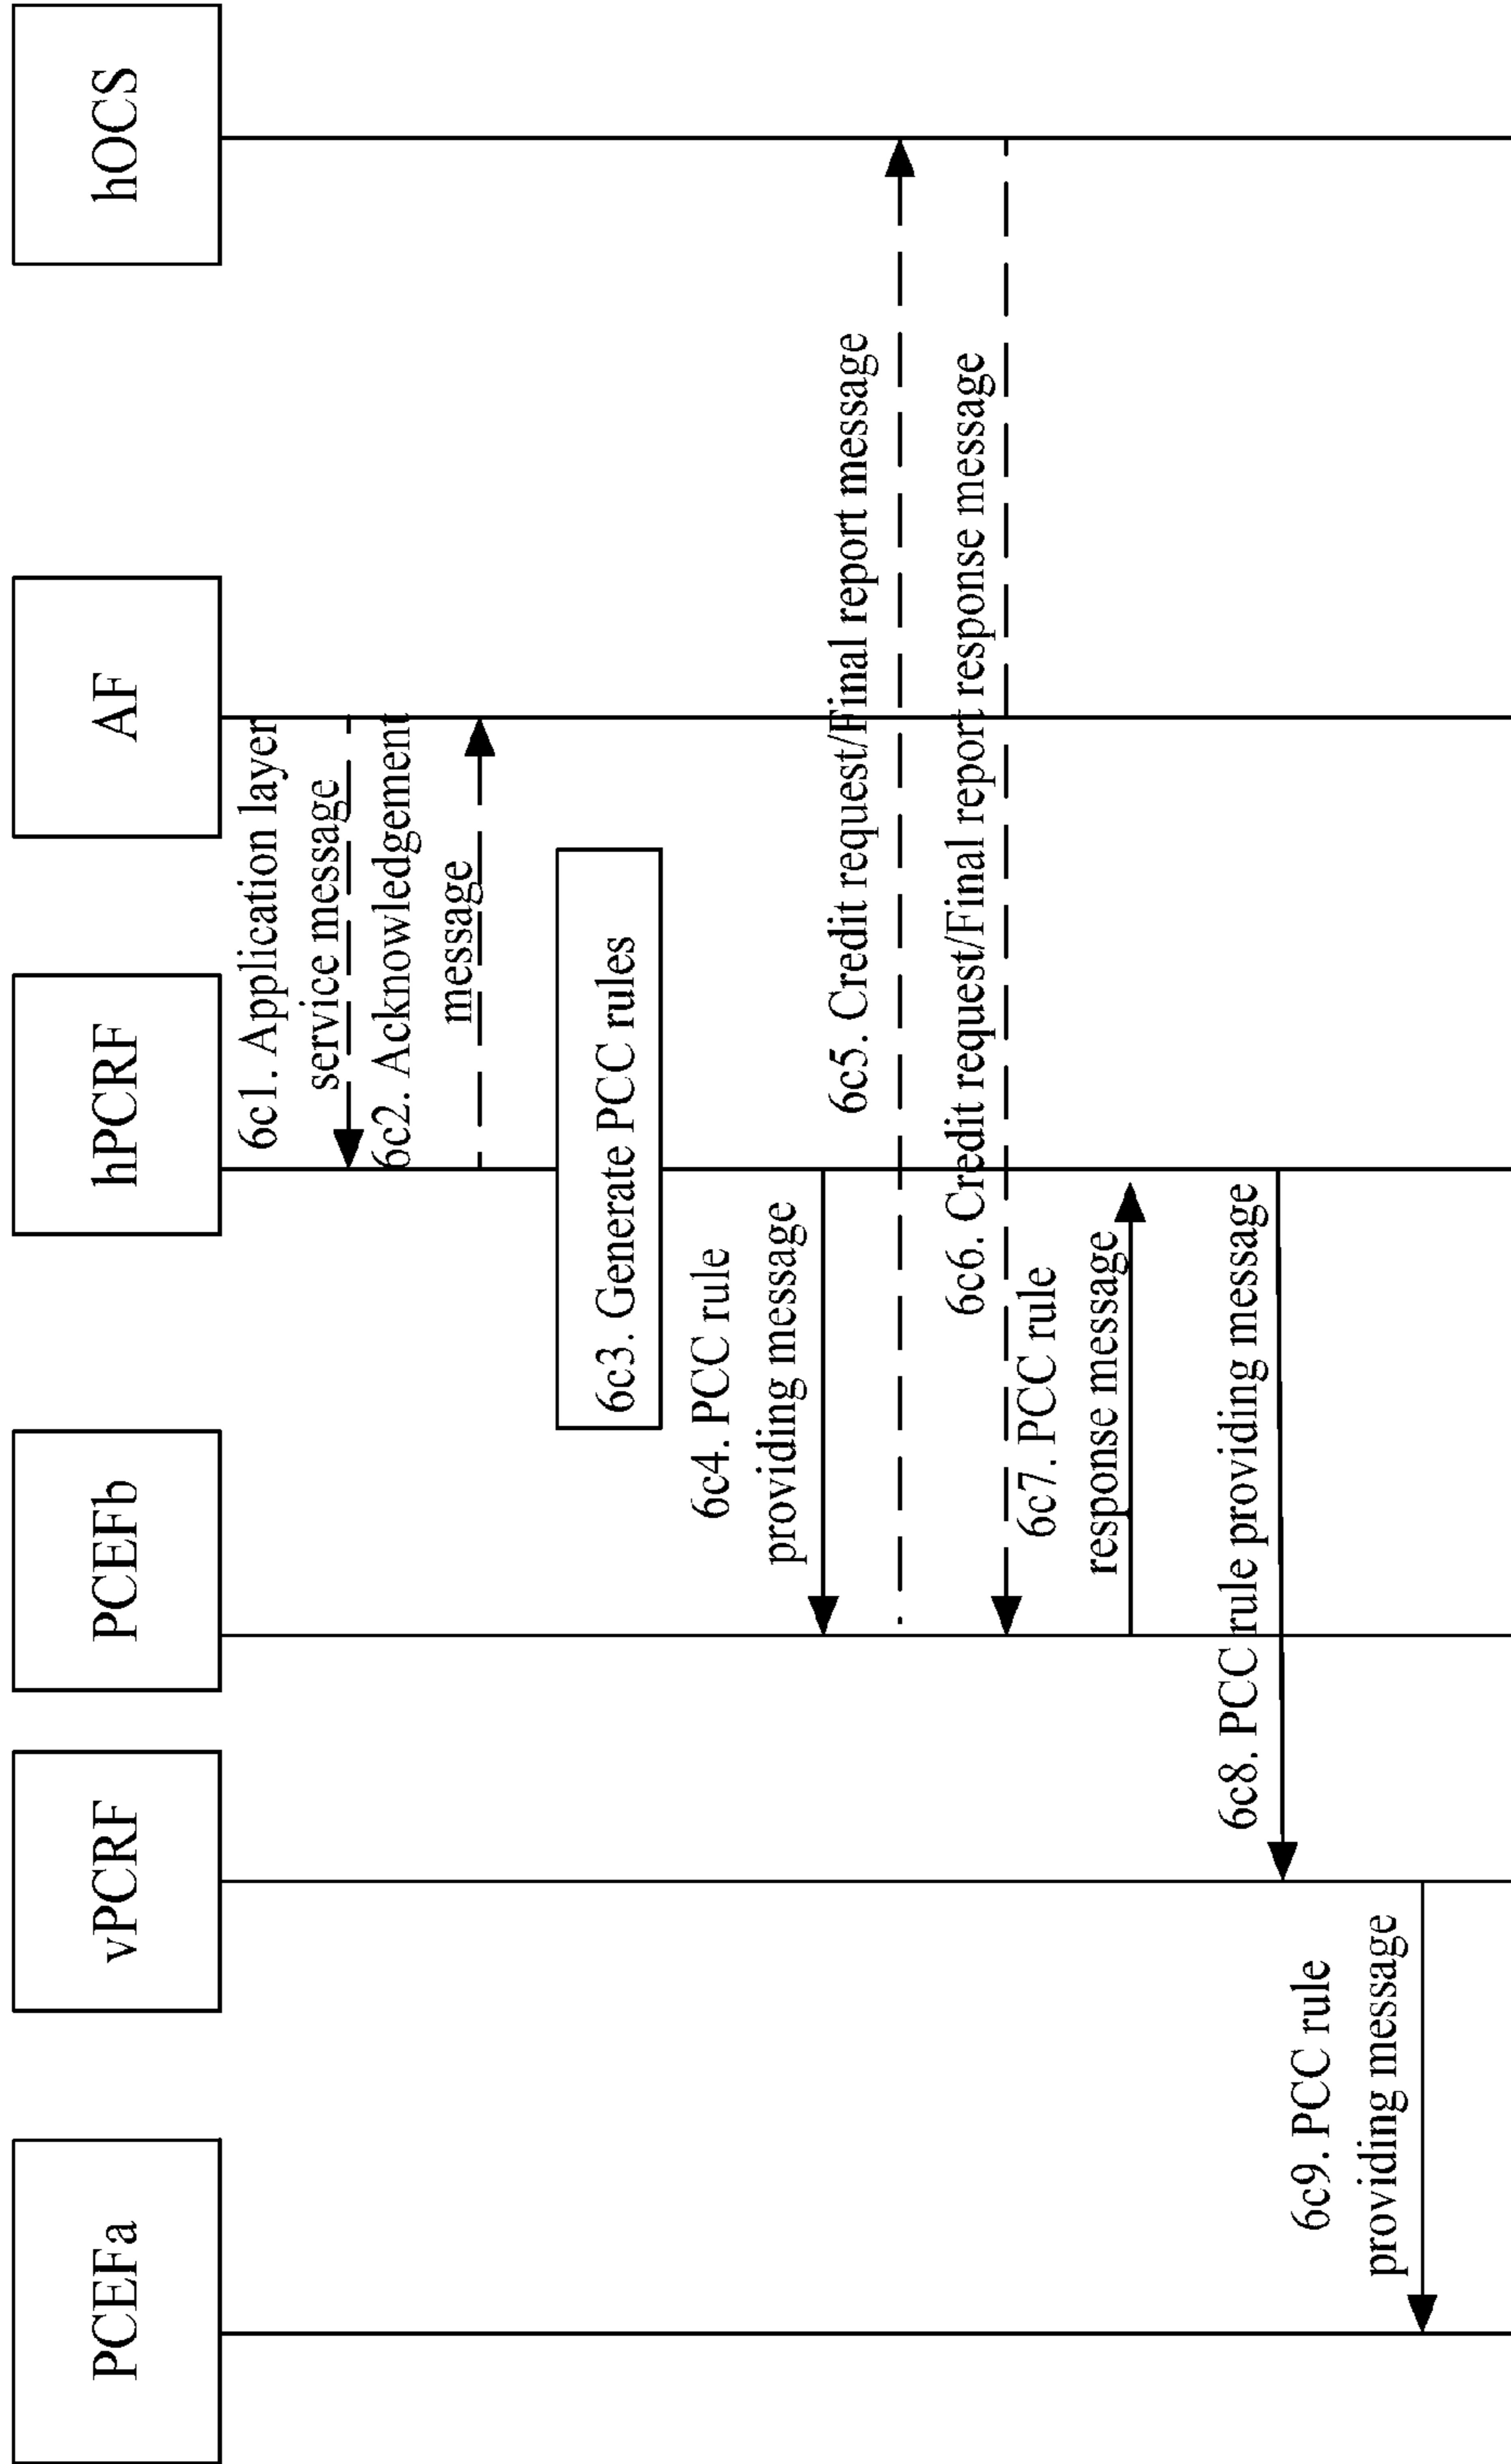 PCEFa
vPCRF
PCEFb
hPCRF
AF
hOCS
6c1. Application layer
service message
6c2. Acknowledgement
message
6c3. Generate PCC rules
6c4. PCC rule
providing message
6c5. Credit request/Final report message
6c6. Credit request/Final report response message
6c7. PCC rule
response message
6c8. PCC rule providing message
6c9. PCC rule
providing message